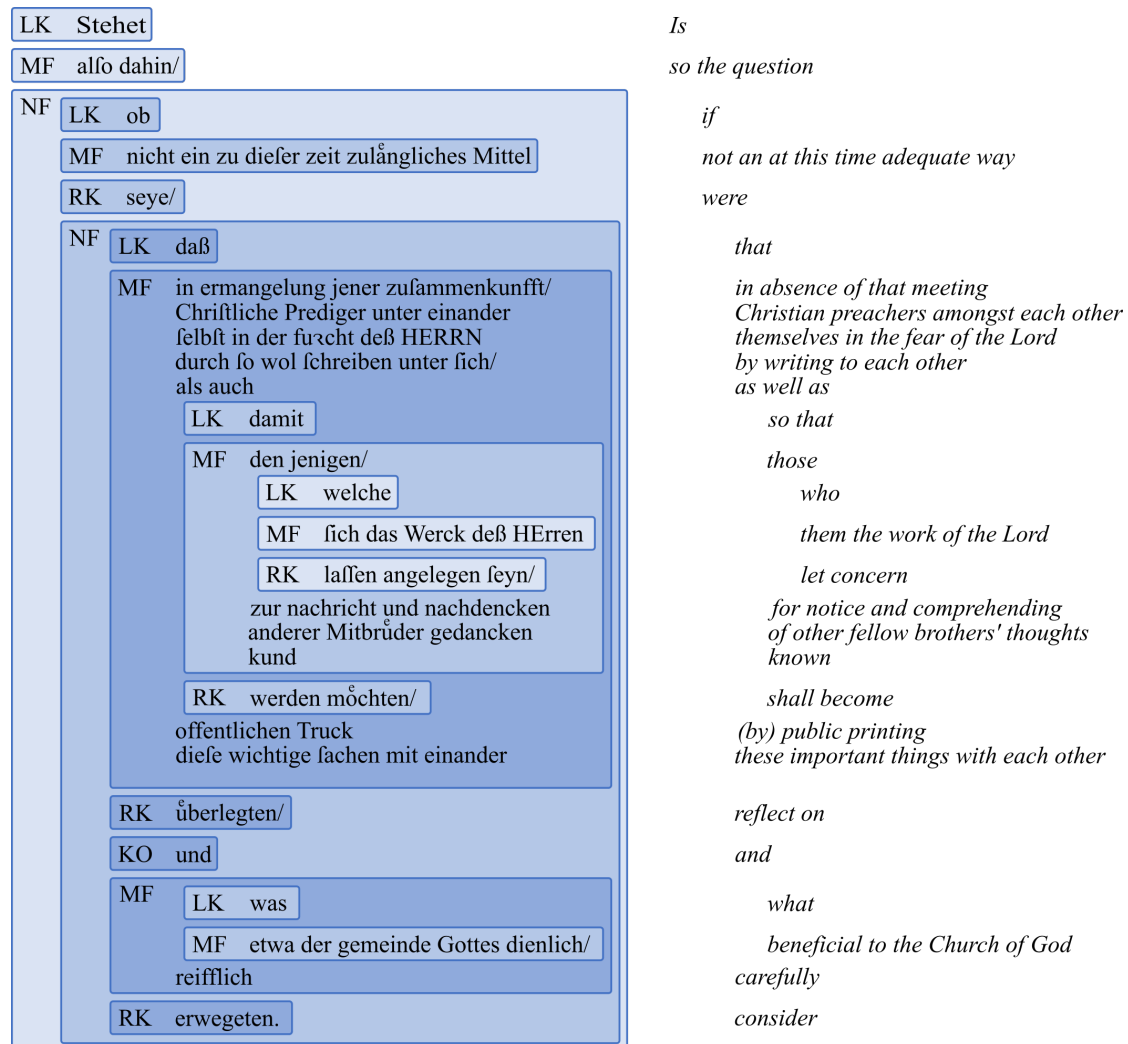 LK Stehet Is
MF alſo dahin/ so the question
NF LK ob if
MF nicht ein zu dieſer zeit zulaͤngliches Mittel not an at this time adequate way
RK seye/ were
NF LK daß that
MF in ermangelung jener zuſammenkunfft/ in absence of that meeting
Chriſtliche Prediger unter einander Christian preachers amongst each other
ſelbſt in der fuꝛcht deß HERRN themselves in the fear of the Lord
durch ſo wol ſchreiben unter ſich/ by writing to each other
als auch as well as
LK damit so that
MF den jenigen/ those
LK welche who
MF ſich das Werck deß HErren them the work of the Lord
RK laſſen angelegen ſeyn/ let concern
zur nachricht und nachdencken for notice and comprehending
anderer Mitbruͤder gedancken of other fellow brothers' thoughts
kund known
RK werden moͤchten/ shall become
offentlichen Truck (by) public printing
dieſe wichtige ſachen mit einander these important things with each other
RK uͤberlegten/ reflect on
KO und and
MF LK was what
MF etwa der gemeinde Gottes dienlich/ beneficial to the Church of God
reifflich carefully
RK erwegeten. consider